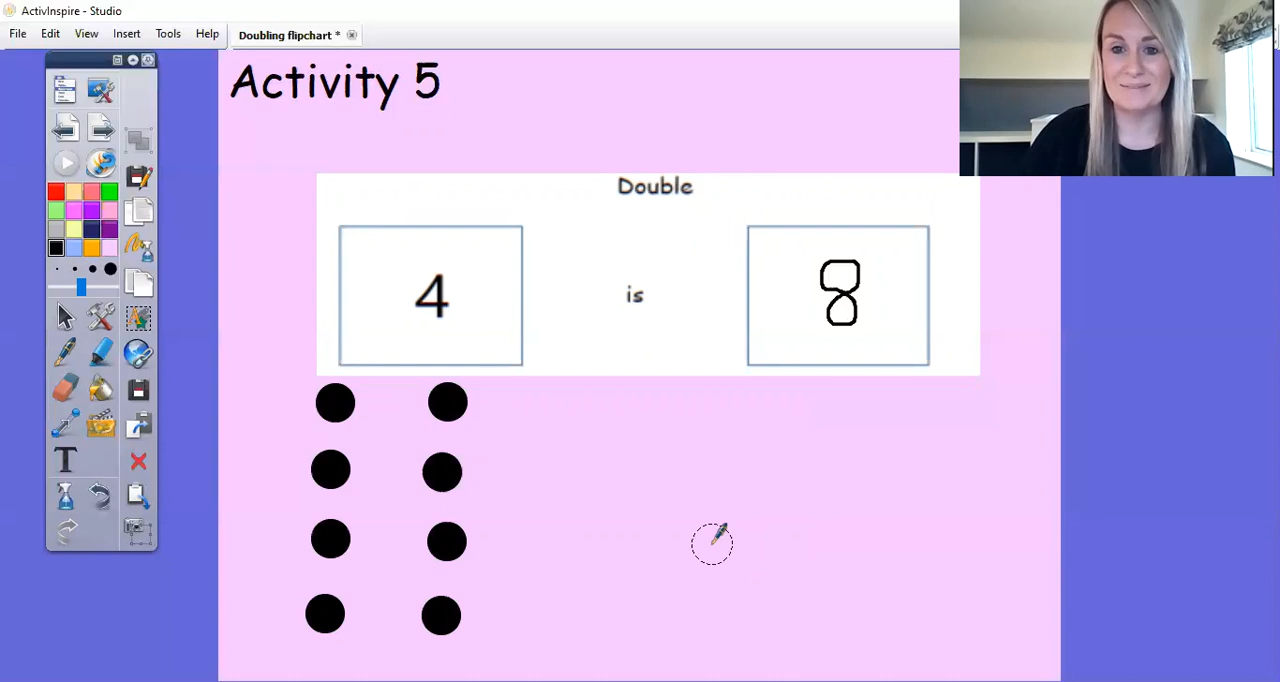 ActivInspire - Studio
File Edit View Insert Tools Help
Doubling flipchart *
Activity 5
Double
4 is 8
T